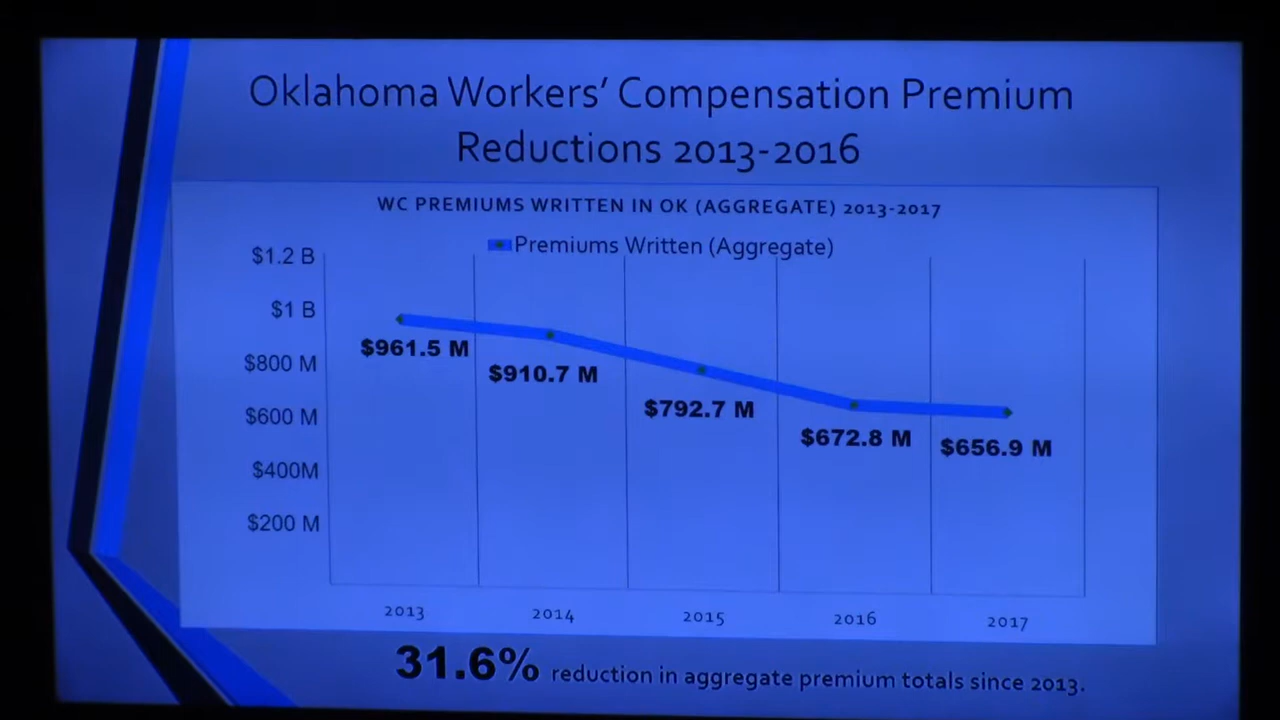 Oklahoma Workers' Compensation Premium
Reductions 2013-2016
WC PREMIUMS WRITTEN IN OK (AGGREGATE) 2013-2017
Premiums Written (Aggregate)
$1.2 B
$1 B
$800 M
$600 M
$400M
$200 M
$961.5 M
$910.7 M
$792.7 M
$672.8 M
$656.9 M
2013
2014
2015
2016
2017
31.6% reduction in aggregate premium totals since 2013.